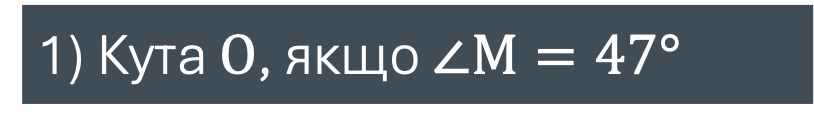 1) Кута O, якщо ∠M = 47°